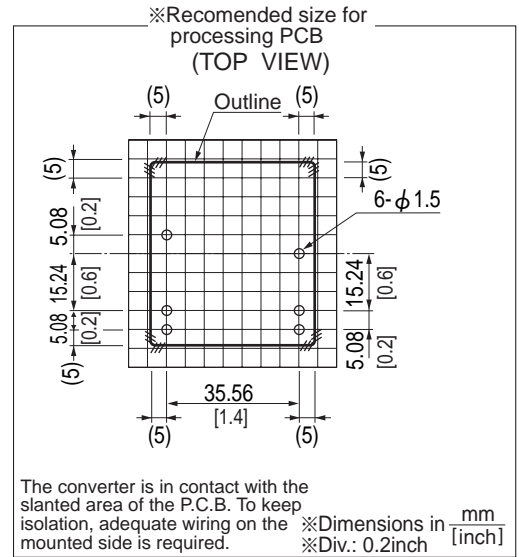 ※Recomended size for
processing PCB
(TOP VIEW)
(5)
Outline
(5)
(5)
(5)
6-ϕ1.5
5.08
[0.2]
15.24
[0.6]
15.24
[0.6]
5.08
[0.2]
5.08
[0.2]
(5)
35.56
[1.4]
(5)
(5)
The converter is in contact with the
slanted area of the P.C.B. To keep
isolation, adequate wiring on the
mounted side is required.
※Dimensions in mm
[inch]
※Div.: 0.2inch